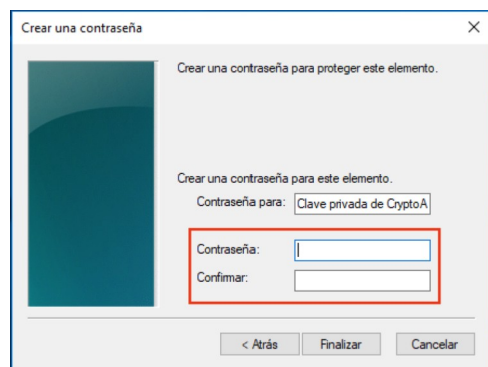 Crear una contraseña
Crear una contraseña para proteger este elemento.
Crear una contraseña para este elemento.
Contraseña para: Clave privada de CryptoA
Contraseña:
Confirmar:
< Atrás Finalizar Cancelar